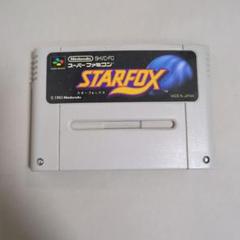 Nintendo SHVC-FO
スーパーファミコン
STARFOX
スターフォックス
© 1993 Nintendo
MADE IN JAPAN